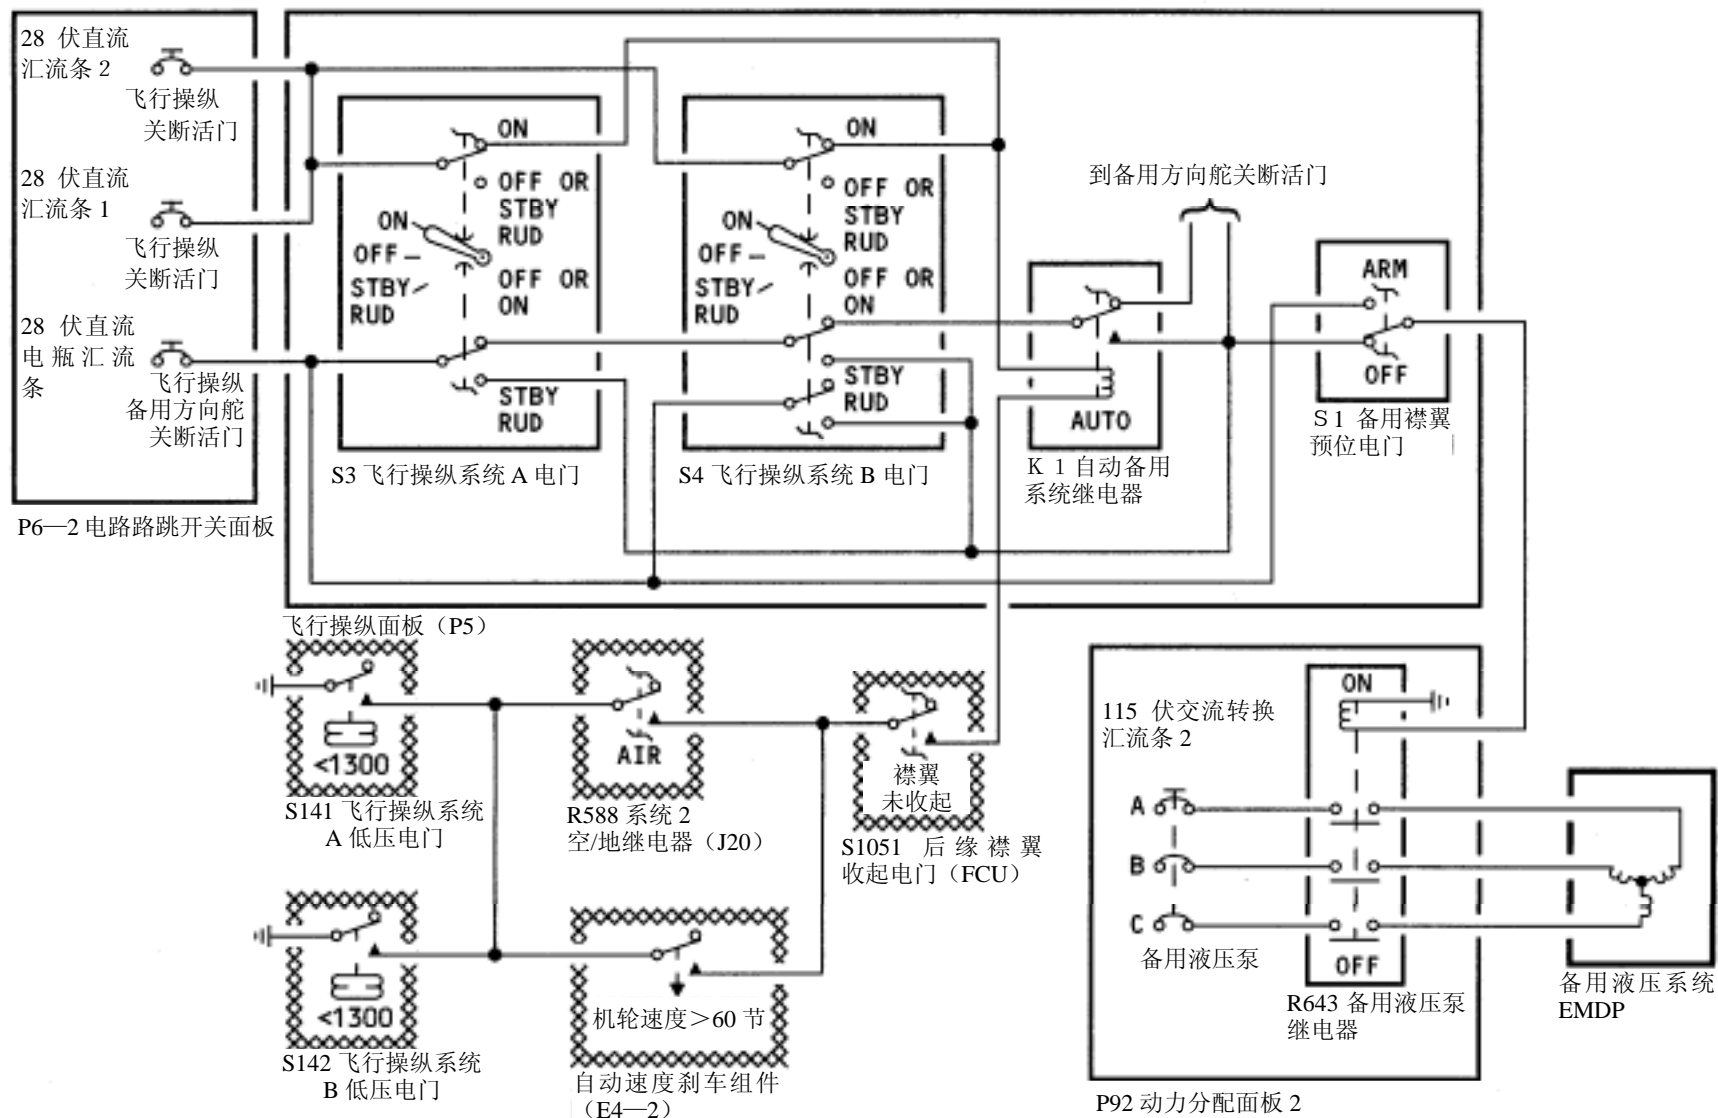 28 伏直流
汇流条 2
飞行操纵
关断活门
28 伏直流
汇流条 1
飞行操纵
关断活门
28 伏直流
电瓶汇流
条
飞行操纵
备用方向舵
关断活门
P6—2 电路路跳开关面板
ON
OFF OR
STBY
RUD
ON
OFF
STBY
RUD
OFF OR
ON
STBY
RUD
S3 飞行操纵系统 A 电门
ON
OFF OR
STBY
RUD
ON
OFF
STBY
RUD
OFF OR
ON
STBY
RUD
S4 飞行操纵系统 B 电门
到备用方向舵关断活门
AUTO
K 1 自动备用
系统继电器
ARM
OFF
S1 备用襟翼
预位电门
飞行操纵面板（P5）
<1300
S141 飞行操纵系统
A 低压电门
AIR
R588 系统 2
空/地继电器（J20）
襟翼
未收起
S1051 后缘襟翼
收起电门（FCU）
<1300
S142 飞行操纵系统
B 低压电门
机轮速度＞60 节
自动速度刹车组件
（E4—2）
115 伏交流转换
汇流条 2
A
B
C
备用液压泵
ON
OFF
R643 备用液压泵
继电器
备用液压系统
EMDP
P92 动力分配面板 2